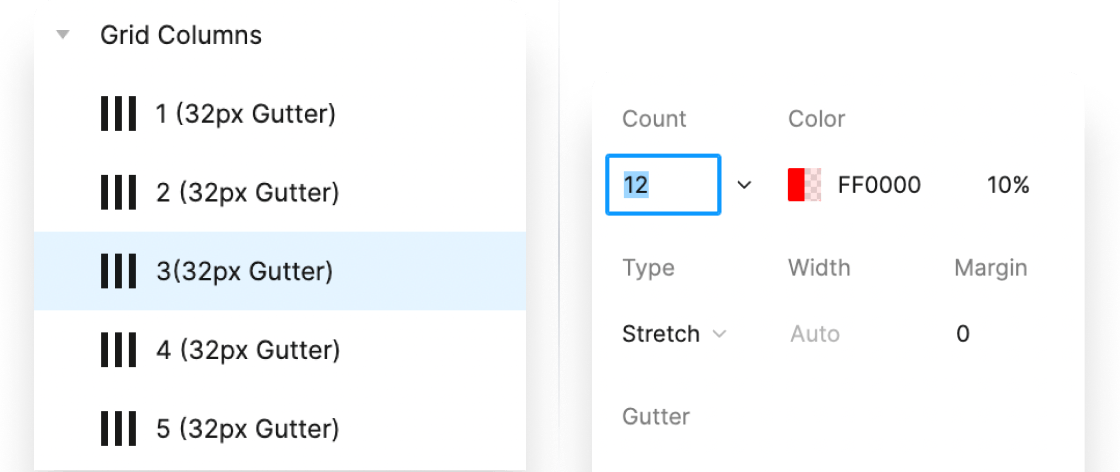 Grid Columns
1 (32px Gutter)
2 (32px Gutter)
3(32px Gutter)
4 (32px Gutter)
5 (32px Gutter)
Count Color
12 FF0000 10%
Type Width Margin
Stretch Auto 0
Gutter